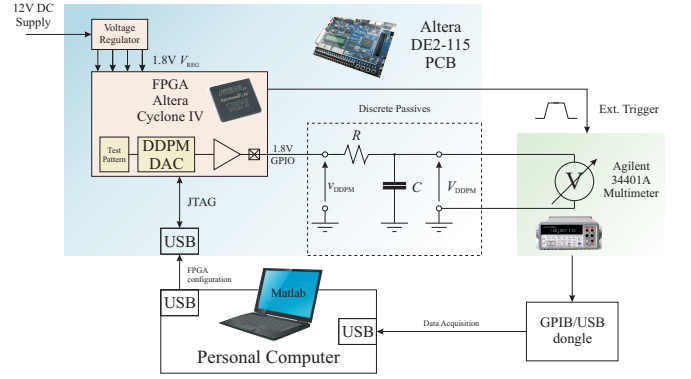 12V DC
Supply
Voltage
Regulator
1.8V V_REG
Altera
DE2-115
PCB
FPGA
Altera
Cyclone IV
Test
Pattern
DDPM
DAC
1.8V
GPIO
Discrete Passives
R
C
v_DDPM
V_DDPM
Ext. Trigger
V
Agilent
34401A
Multimeter
JTAG
USB
FPGA
configuration
USB
Matlab
USB
Personal Computer
Data Acquisition
GPIB/USB
dongle